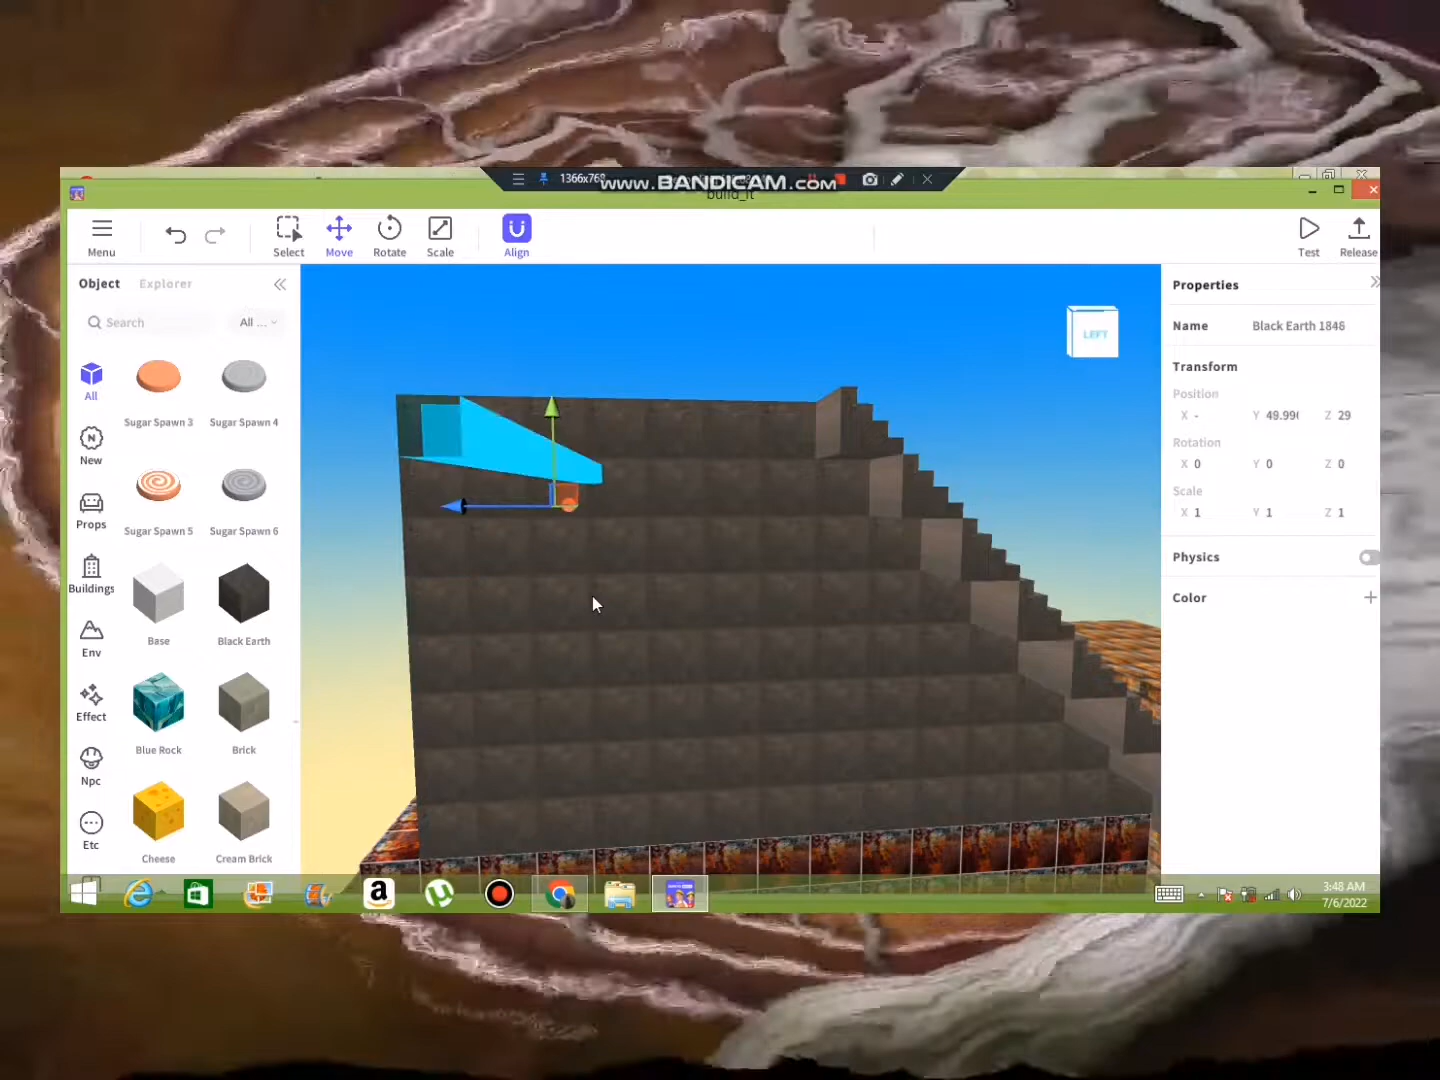 1366x768
www.BANDICAM.com
build_it
Menu
Select
Move
Rotate
Scale
Align
Test
Release
Object
Explorer
Search
All ...
All
New
Props
Buildings
Env
Effect
Npc
Etc
Sugar Spawn 3
Sugar Spawn 4
Sugar Spawn 5
Sugar Spawn 6
Base
Black Earth
Blue Rock
Brick
Cheese
Cream Brick
LEFT
Properties
Name
Black Earth 1846
Transform
Position
X - Y 49.99 Z 29
Rotation
X 0 Y 0 Z 0
Scale
X 1 Y 1 Z 1
Physics
Color
3:48 AM
7/6/2022